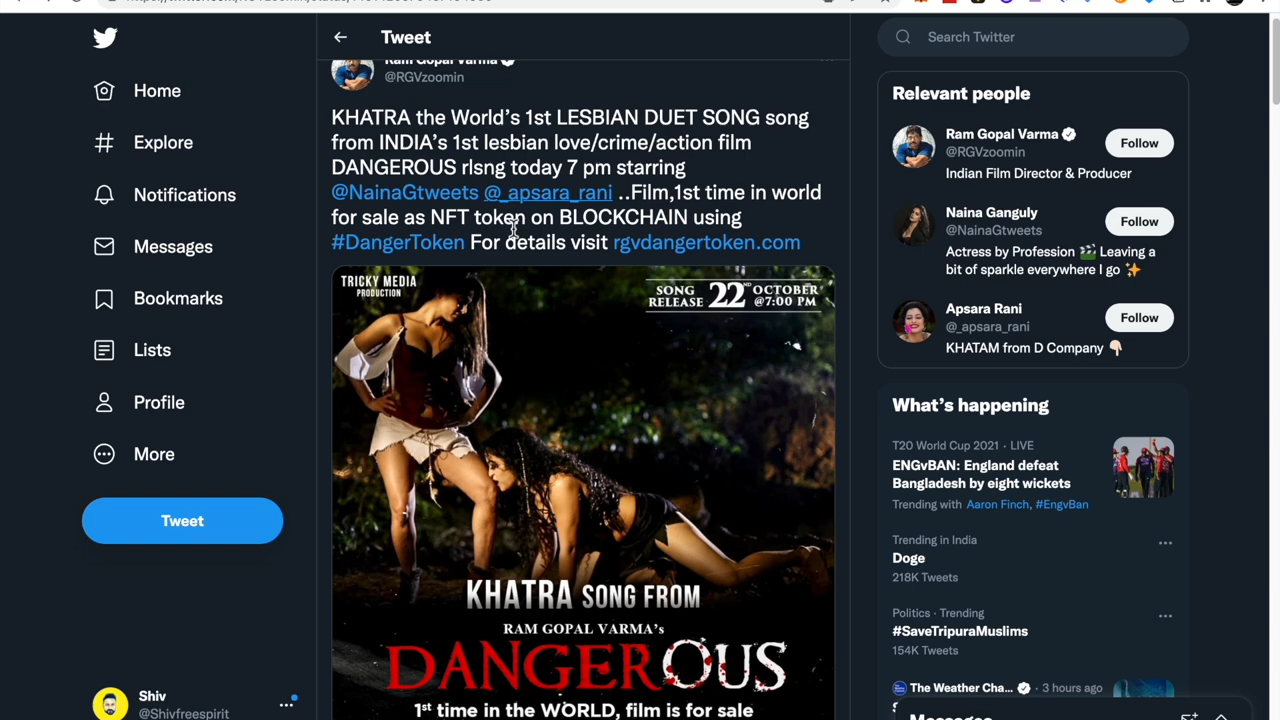 Tweet
Ram Gopal Varma
@RGVzoomin
KHATRA the World's 1st LESBIAN DUET SONG song
from INDIA's 1st lesbian love/crime/action film
DANGEROUS rlsng today 7 pm starring
@NainaGtweets @_apsara_rani ..Film,1st time in world
for sale as NFT token on BLOCKCHAIN using
#DangerToken For details visit rgvdangertoken.com
TRICKY MEDIA
PRODUCTION
SONG
RELEASE 22ND OCTOBER
@7:00 PM
KHATRA SONG FROM
RAM GOPAL VARMA's
DANGEROUS
1st time in the WORLD, film is for sale
Home
Explore
Notifications
Messages
Bookmarks
Lists
Profile
More
Tweet
Shiv
@Shivfreespirit
Search Twitter
Relevant people
Ram Gopal Varma
@RGVzoomin
Follow
Indian Film Director & Producer
Naina Ganguly
@NainaGtweets
Follow
Actress by Profession 🎬 Leaving a
bit of sparkle everywhere I go ✨
Apsara Rani
@_apsara_rani
Follow
KHATAM from D Company 👇🏻
What's happening
T20 World Cup 2021 · LIVE
ENGvBAN: England defeat
Bangladesh by eight wickets
Trending with Aaron Finch, #EngvBan
Trending in India
Doge
218K Tweets
Politics · Trending
#SaveTripuraMuslims
154K Tweets
The Weather Cha... · 3 hours ago
Messages